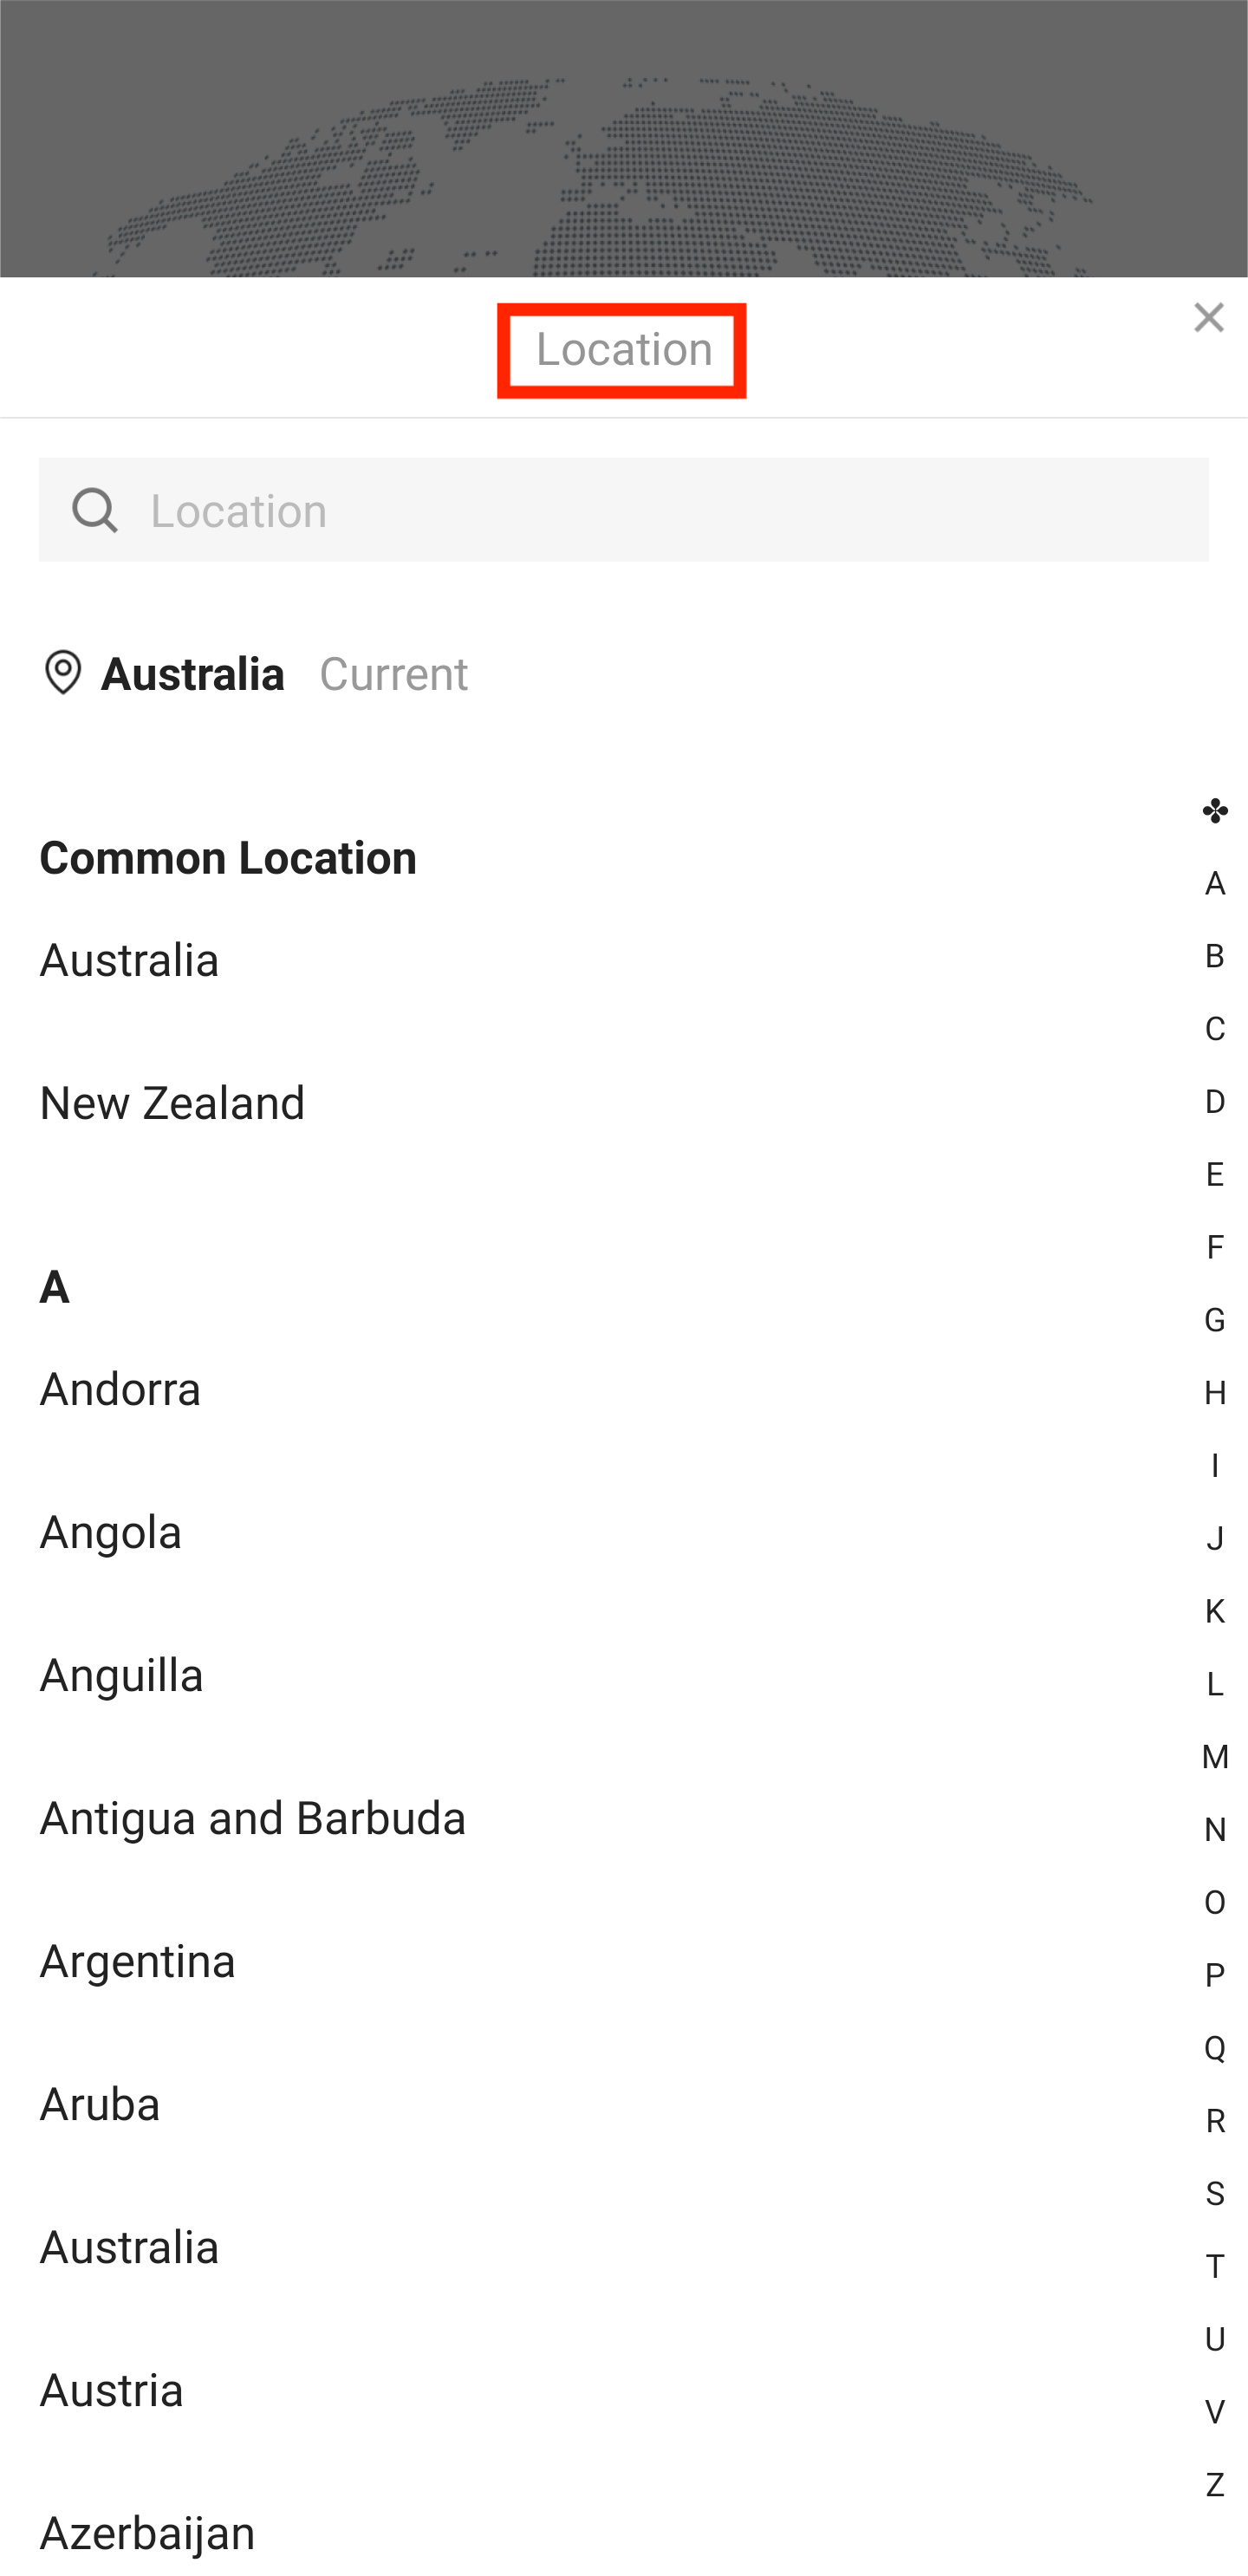 Location
Location
Australia Current
Common Location
Australia
New Zealand
A
Andorra
Angola
Anguilla
Antigua and Barbuda
Argentina
Aruba
Australia
Austria
Azerbaijan
✤
A
B
C
D
E
F
G
H
I
J
K
L
M
N
O
P
Q
R
S
T
U
V
Z